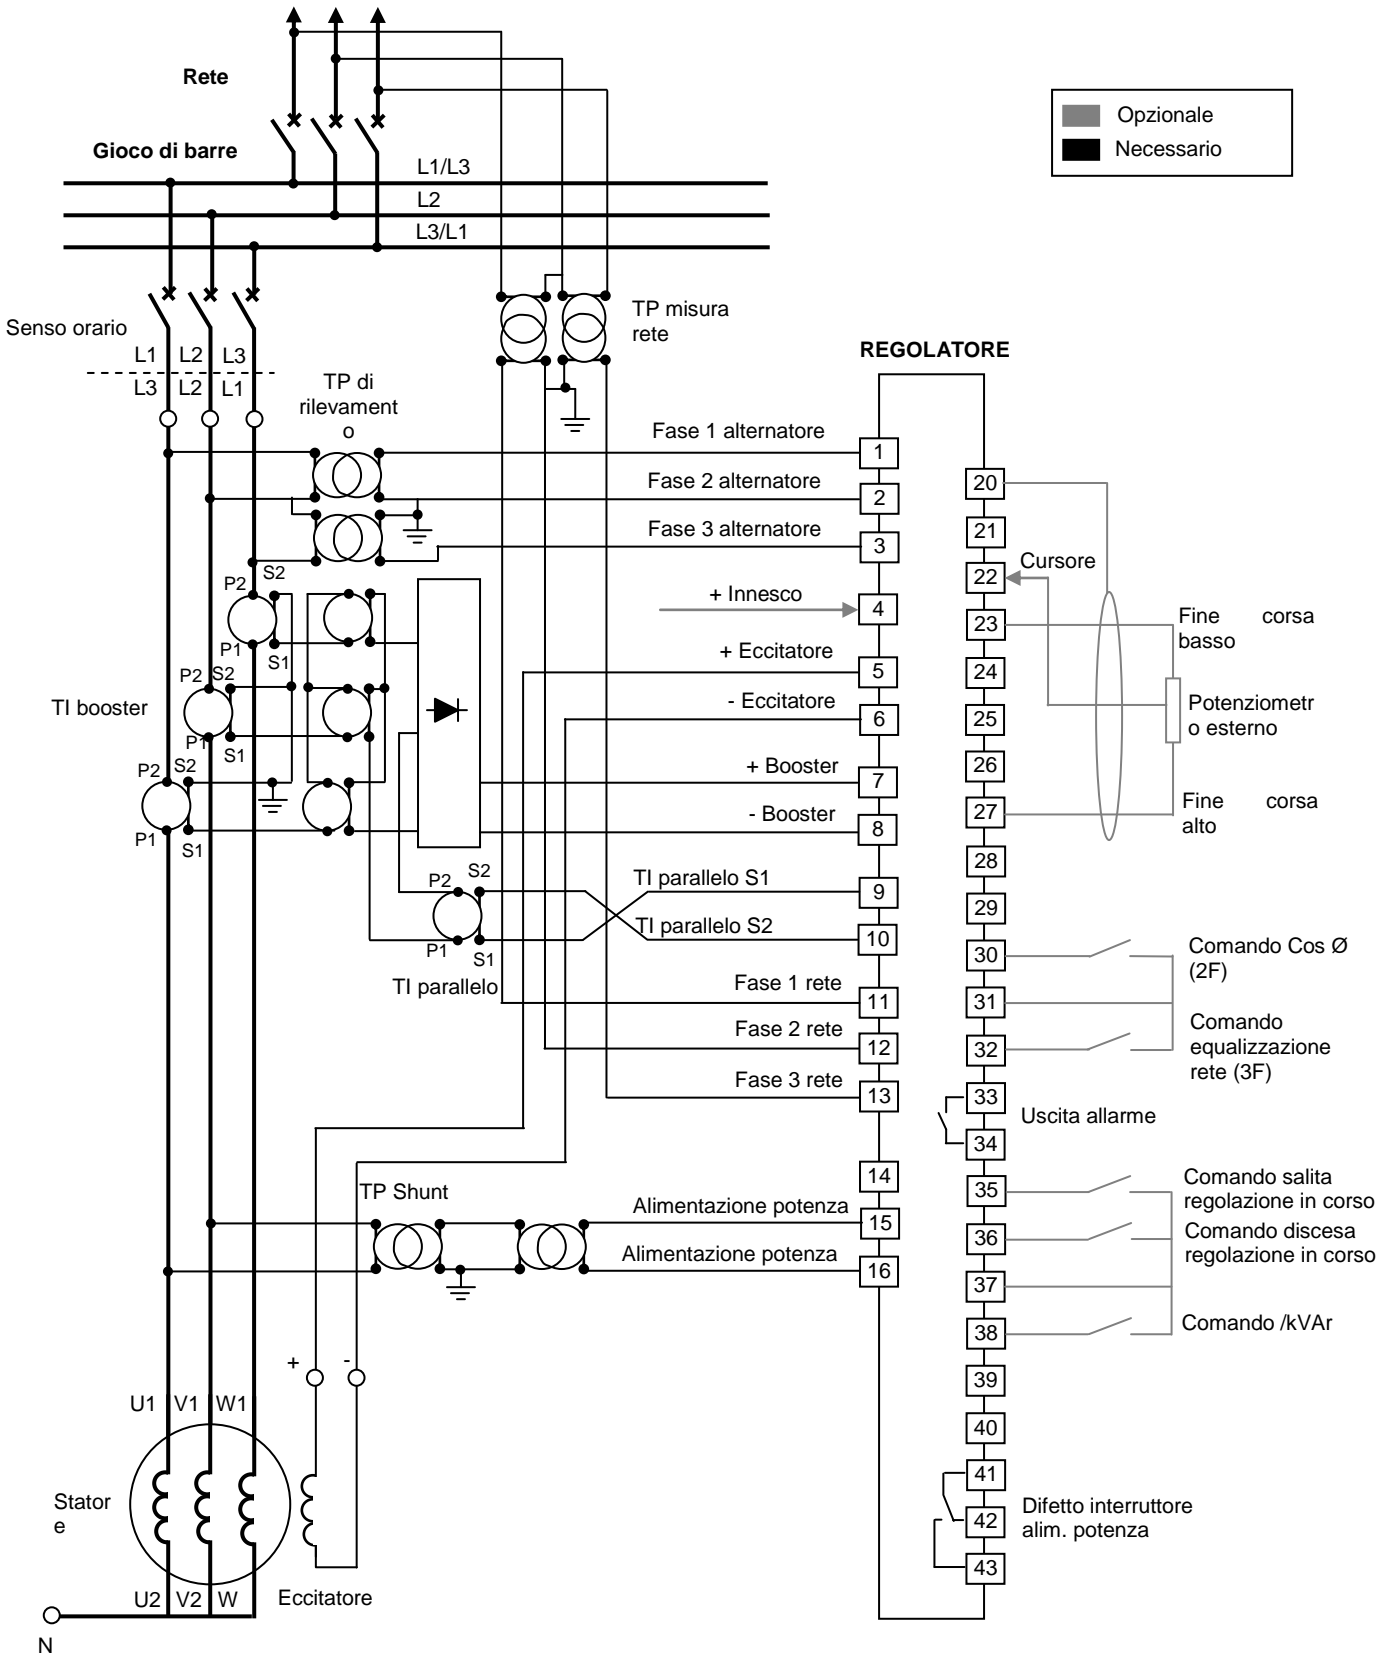 Rete
Opzionale
Necessario
Gioco di barre
L1/L3
L2
L3/L1
TP misura
rete
Senso orario
REGOLATORE
L1 L2 L3
L3 L2 L1
TP di
rilevament
o
Fase 1 alternatore
1
Fase 2 alternatore
2
Fase 3 alternatore
3
20
21
Cursore
22
+ Innesco
4
23
Fine corsa
basso
P2 S2
P1 S1
+ Eccitatore
5
24
P2 S2
P1 S1
TI booster
- Eccitatore
6
25
Potenziometr
o esterno
26
P2 S2
P1 S1
+ Booster
7
27
Fine corsa
alto
- Booster
8
28
P2 S2
P1 S1
TI parallelo
TI parallelo S1
9
29
TI parallelo S2
10
30
Comando Cos Ø
(2F)
Fase 1 rete
11
31
Fase 2 rete
12
32
Comando
equalizzazione
rete (3F)
Fase 3 rete
13
33
Uscita allarme
34
14
35
Comando salita
regolazione in corso
TP Shunt
Alimentazione potenza
15
36
Comando discesa
regolazione in corso
Alimentazione potenza
16
37
38
Comando /kVAr
+ -
39
U1 V1 W1
40
41
Stator
e
42
Difetto interruttore
alim. potenza
43
Eccitatore
U2 V2 W
N